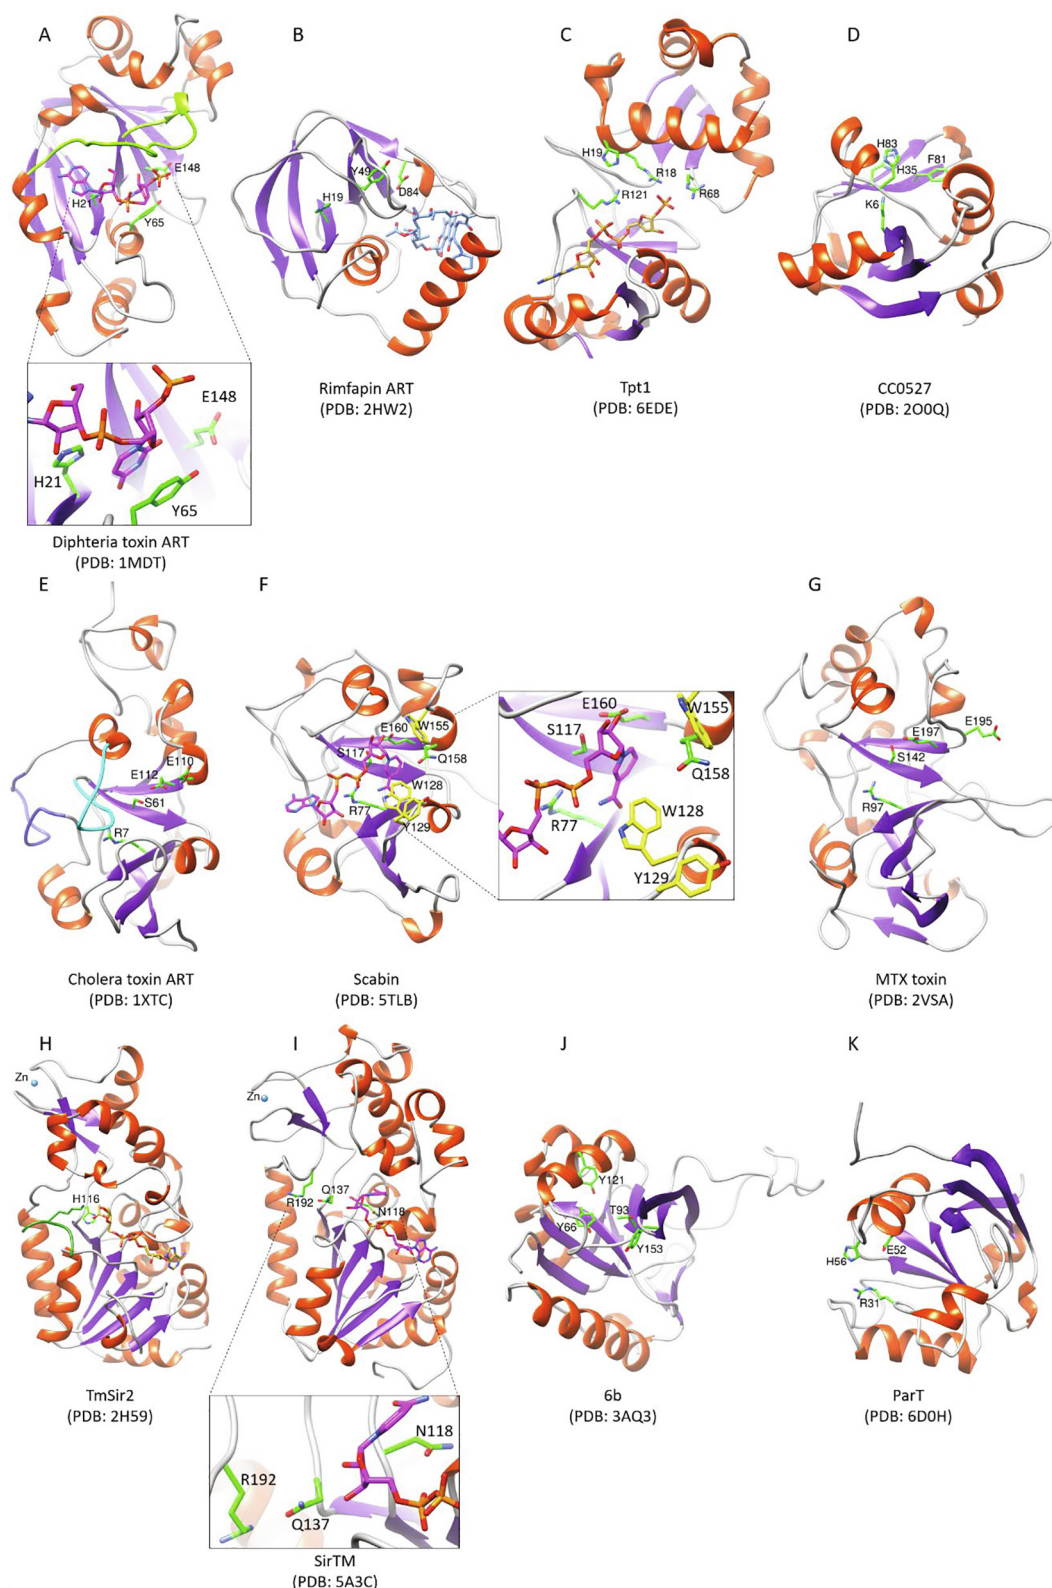 A
B
C
D
E148
H21
Y65
Y49
H19
D84
H19
R18
R121
R68
H83
H35
F81
K6
E148
H21
Y65
Rimfapin ART
(PDB: 2HW2)
Tpt1
(PDB: 6EDE)
CC0527
(PDB: 2O0Q)
Diphteria toxin ART
(PDB: 1MDT)
E
F
G
E110
E112
S61
R7
E160
W155
S117
Q158
W128
R77
Y129
E160
W155
S117
Q158
R77
W128
Y129
E195
E197
S142
R97
Cholera toxin ART
(PDB: 1XTC)
Scabin
(PDB: 5TLB)
MTX toxin
(PDB: 2VSA)
H
I
J
K
Zn
H116
Zn
Q137
R192
N118
Y121
T93
Y66
Y153
H56
E52
R31
TmSir2
(PDB: 2H59)
6b
(PDB: 3AQ3)
ParT
(PDB: 6D0H)
N118
R192
Q137
SirTM
(PDB: 5A3C)